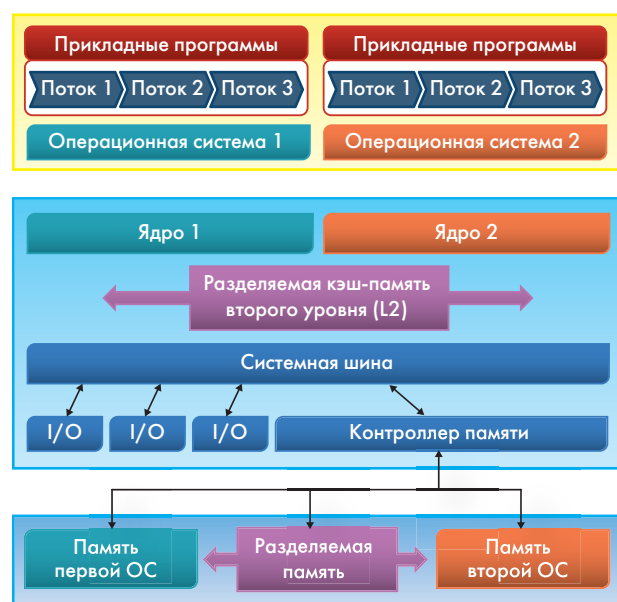 Прикладные программы
Прикладные программы
Поток 1 Поток 2 Поток 3
Поток 1 Поток 2 Поток 3
Операционная система 1
Операционная система 2
Ядро 1
Ядро 2
Разделяемая кэш-память
второго уровня (L2)
Системная шина
I/O
I/O
I/O
Контроллер памяти
Память
первой ОС
Разделяемая
память
Память
второй ОС